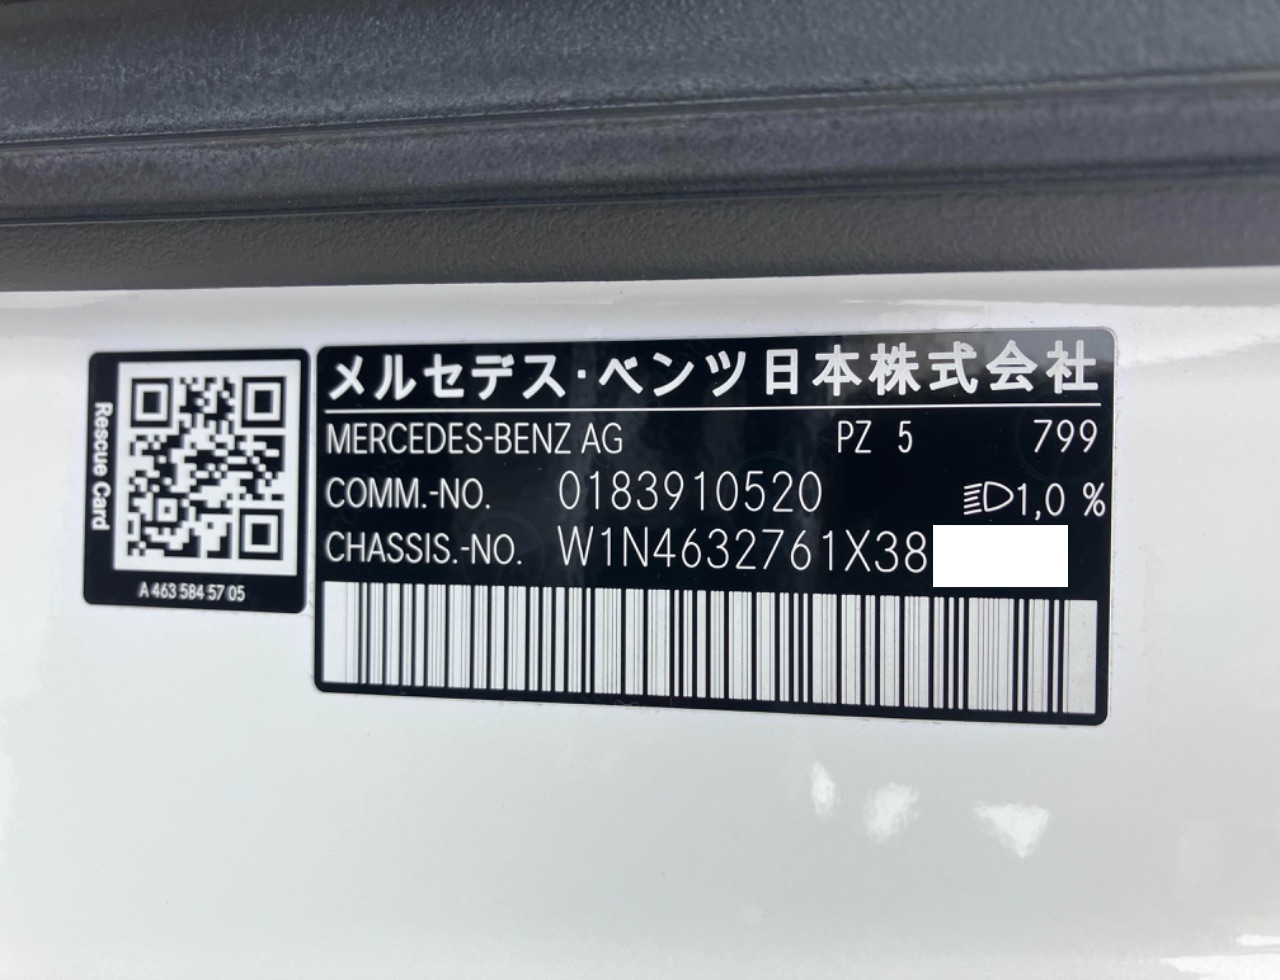 Rescue Card
A 463 584 57 05
メルセデス・ベンツ日本株式会社
MERCEDES-BENZ AG PZ 5 799
COMM.-NO. 0183910520 1,0 %
CHASSIS.-NO. W1N4632761X38